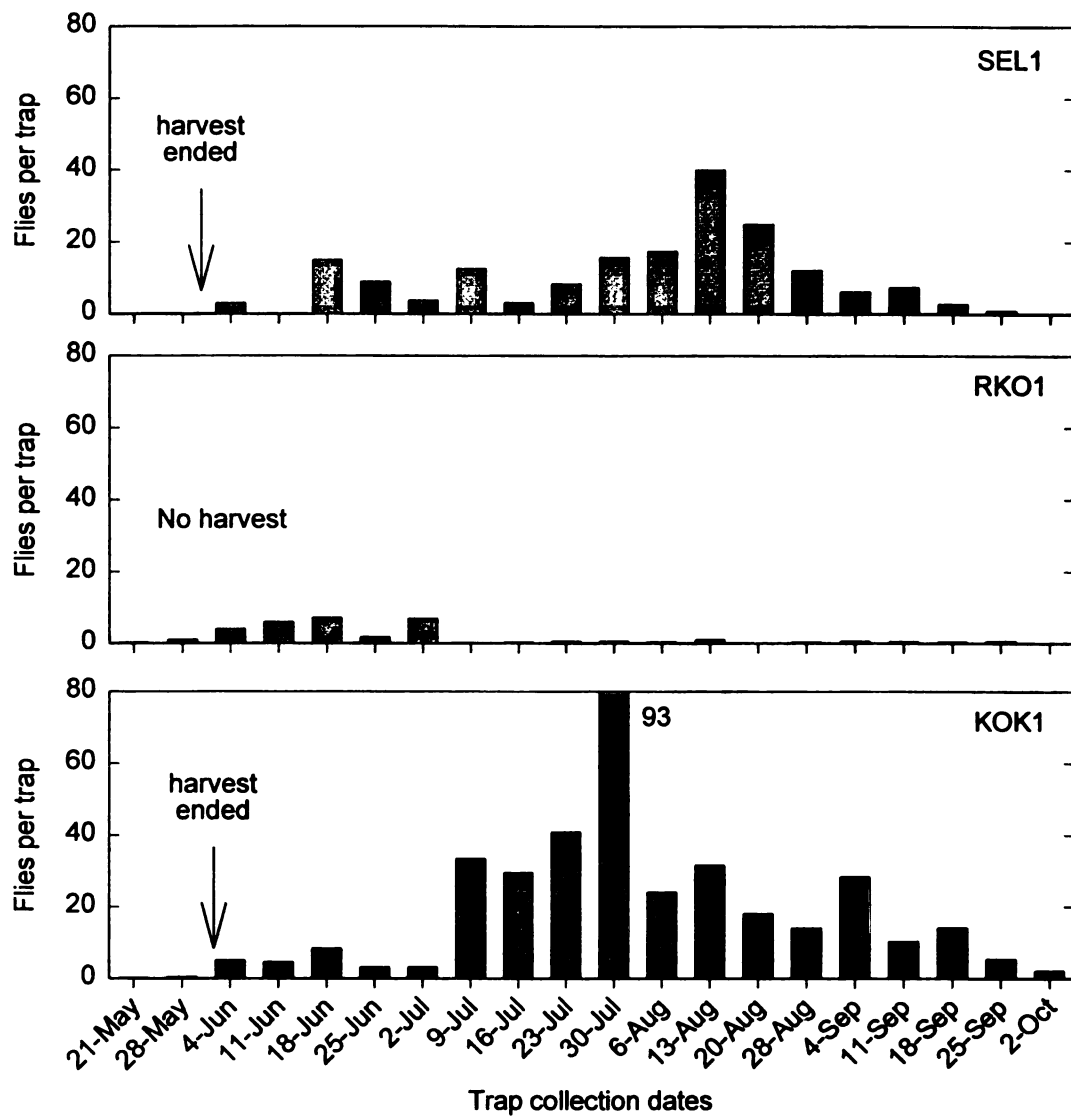 80
SEL1
60
harvest
ended
40
20
0
Flies per trap
80
RKO1
60
40
No harvest
20
0
Flies per trap
80
93
KOK1
60
harvest
ended
40
20
0
Flies per trap
21-May
28-May
4-Jun
11-Jun
18-Jun
25-Jun
2-Jul
9-Jul
16-Jul
23-Jul
30-Jul
6-Aug
13-Aug
20-Aug
28-Aug
4-Sep
11-Sep
18-Sep
25-Sep
2-Oct
Trap collection dates